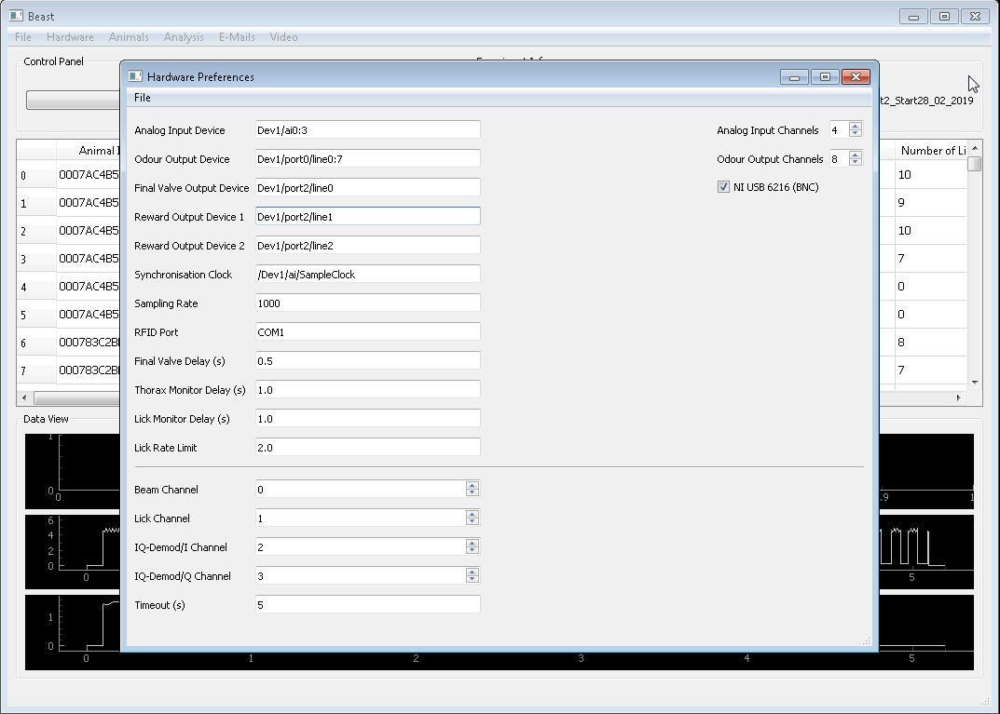 Beast
File Hardware Animals Analysis E-Mails Video
Control Panel
t2_Start28_02_2019
Hardware Preferences
File
Analog Input Device Dev1/ai0:3 Analog Input Channels 4
Odour Output Device Dev1/port0/line0:7 Odour Output Channels 8
Final Valve Output Device Dev1/port2/line0 NI USB 6216 (BNC)
Reward Output Device 1 Dev1/port2/line1
Reward Output Device 2 Dev1/port2/line2
Synchronisation Clock /Dev1/ai/SampleClock
Sampling Rate 1000
RFID Port COM1
Final Valve Delay (s) 0.5
Thorax Monitor Delay (s) 1.0
Lick Monitor Delay (s) 1.0
Lick Rate Limit 2.0
Beam Channel 0
Lick Channel 1
IQ-Demod/I Channel 2
IQ-Demod/Q Channel 3
Timeout (s) 5
Animal Number of Li
0 0007AC4B5 10
1 0007AC4B5 9
2 0007AC4B5 10
3 0007AC4B5 7
4 0007AC4B5 0
5 0007AC4B5 0
6 000783C2B 8
7 000783C2B 7
Data View
1
0
0 .9 1
6
4
2
0
0 5
1
0
0 1 2 3 4 5